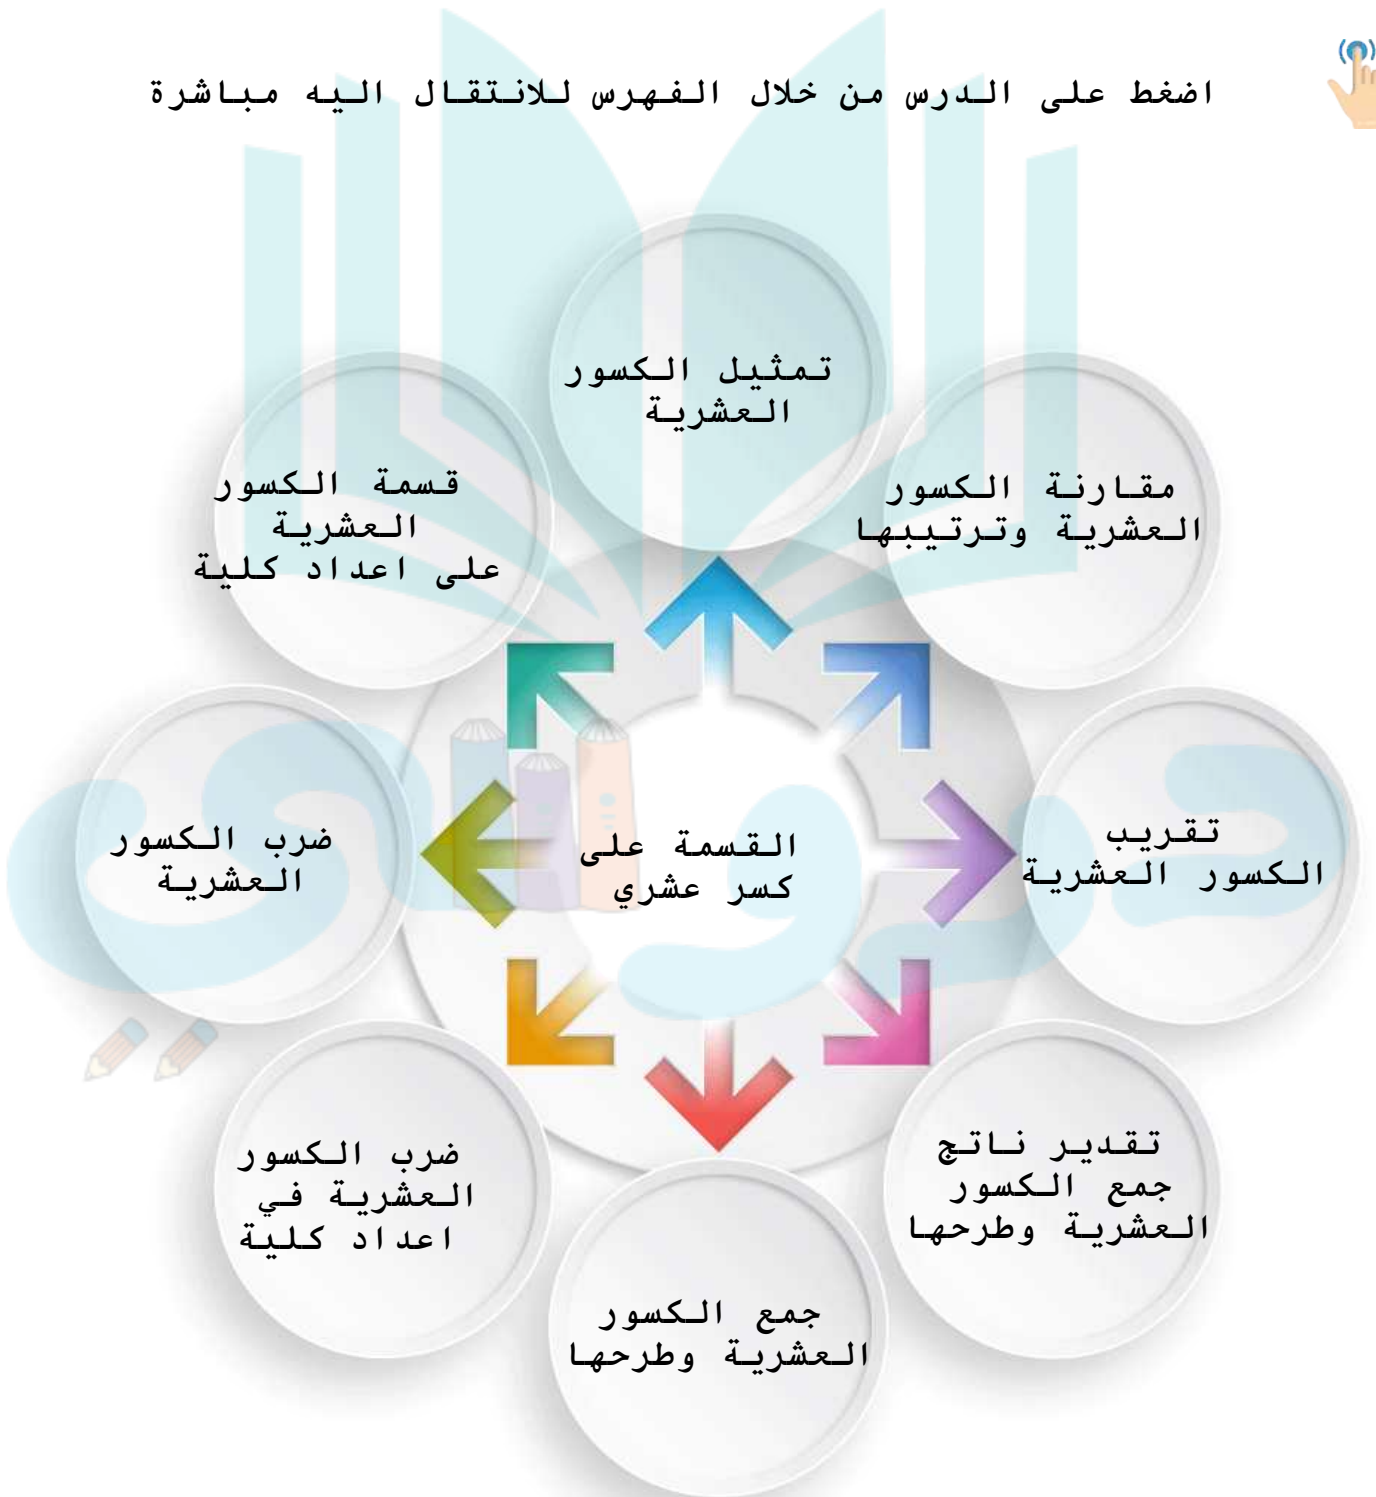 اضغط على الدرس من خلال الفهرس للانتقال اليه مباشرة
تمثيل الكسور
العشرية
مقارنة الكسور
العشرية وترتيبها
تقريب
الكسور العشرية
تقدير ناتج
جمع الكسور
العشرية وطرحها
جمع الكسور
العشرية وطرحها
ضرب الكسور
العشرية في
اعداد كلية
ضرب الكسور
العشرية
قسمة الكسور
العشرية
على اعداد كلية
القسمة على
كسر عشري
دروسي